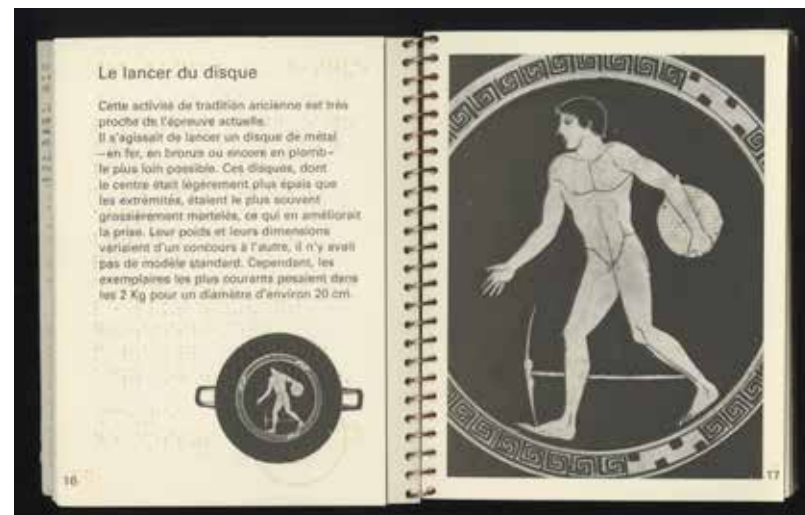 Le lancer du disque
Cette activité de tradition ancienne est très
proche de l'épreuve actuelle.
Il s'agissait de lancer un disque de métal
–en fer, en bronze ou encore en plomb–
le plus loin possible. Ces disques, dont
le centre était légèrement plus épais que
les extrémités, étaient le plus souvent
grossièrement martelés, ce qui en améliorait
la prise. Leur poids et leurs dimensions
variaient d'un concours à l'autre, il n'y avait
pas de modèle standard. Cependant, les
exemplaires les plus courants pesaient dans
les 2 Kg pour un diamètre d'environ 20 cm.
16
17